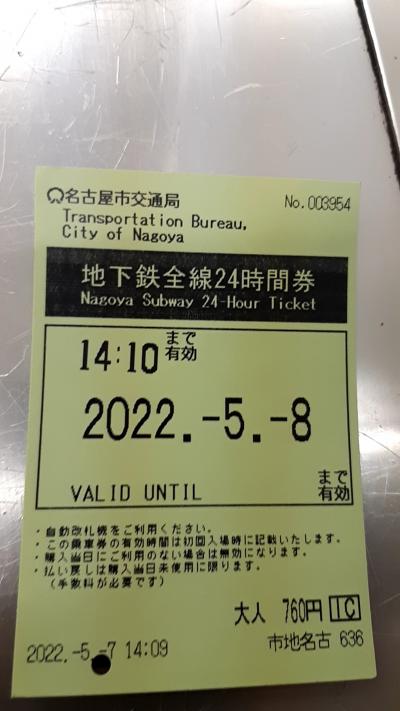 名古屋市交通局
No.003954
Transportation Bureau,
City of Nagoya
地下鉄全線24時間券
Nagoya Subway 24-Hour Ticket
14:10 まで有効
2022.-5.-8
VALID UNTIL まで有効
・自動改札機をご利用ください。
・この乗車券の有効時間は初回入場時に記載いたします。
・購入当日にご利用のない場合は無効になります。
・払い戻しは購入当日未使用に限ります。
（手数料が必要です）
大人 760円 IC
2022.-5.-7 14:09
市地名古 636